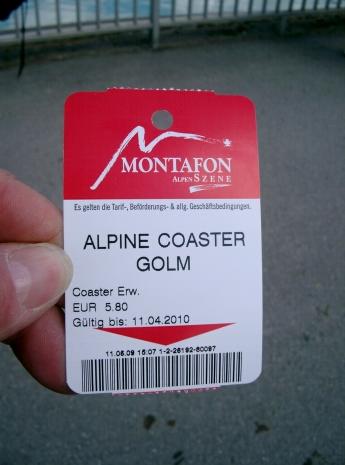 MONTAFON
ALPENSZENE
Es gelten die Tarif-, Beförderungs- & allg. Geschäftsbedingungen.
ALPINE COASTER
GOLM
Coaster Erw.
EUR 5.80
Gültig bis: 11.04.2010
11.06.09 15:07 1-2-26192-60097